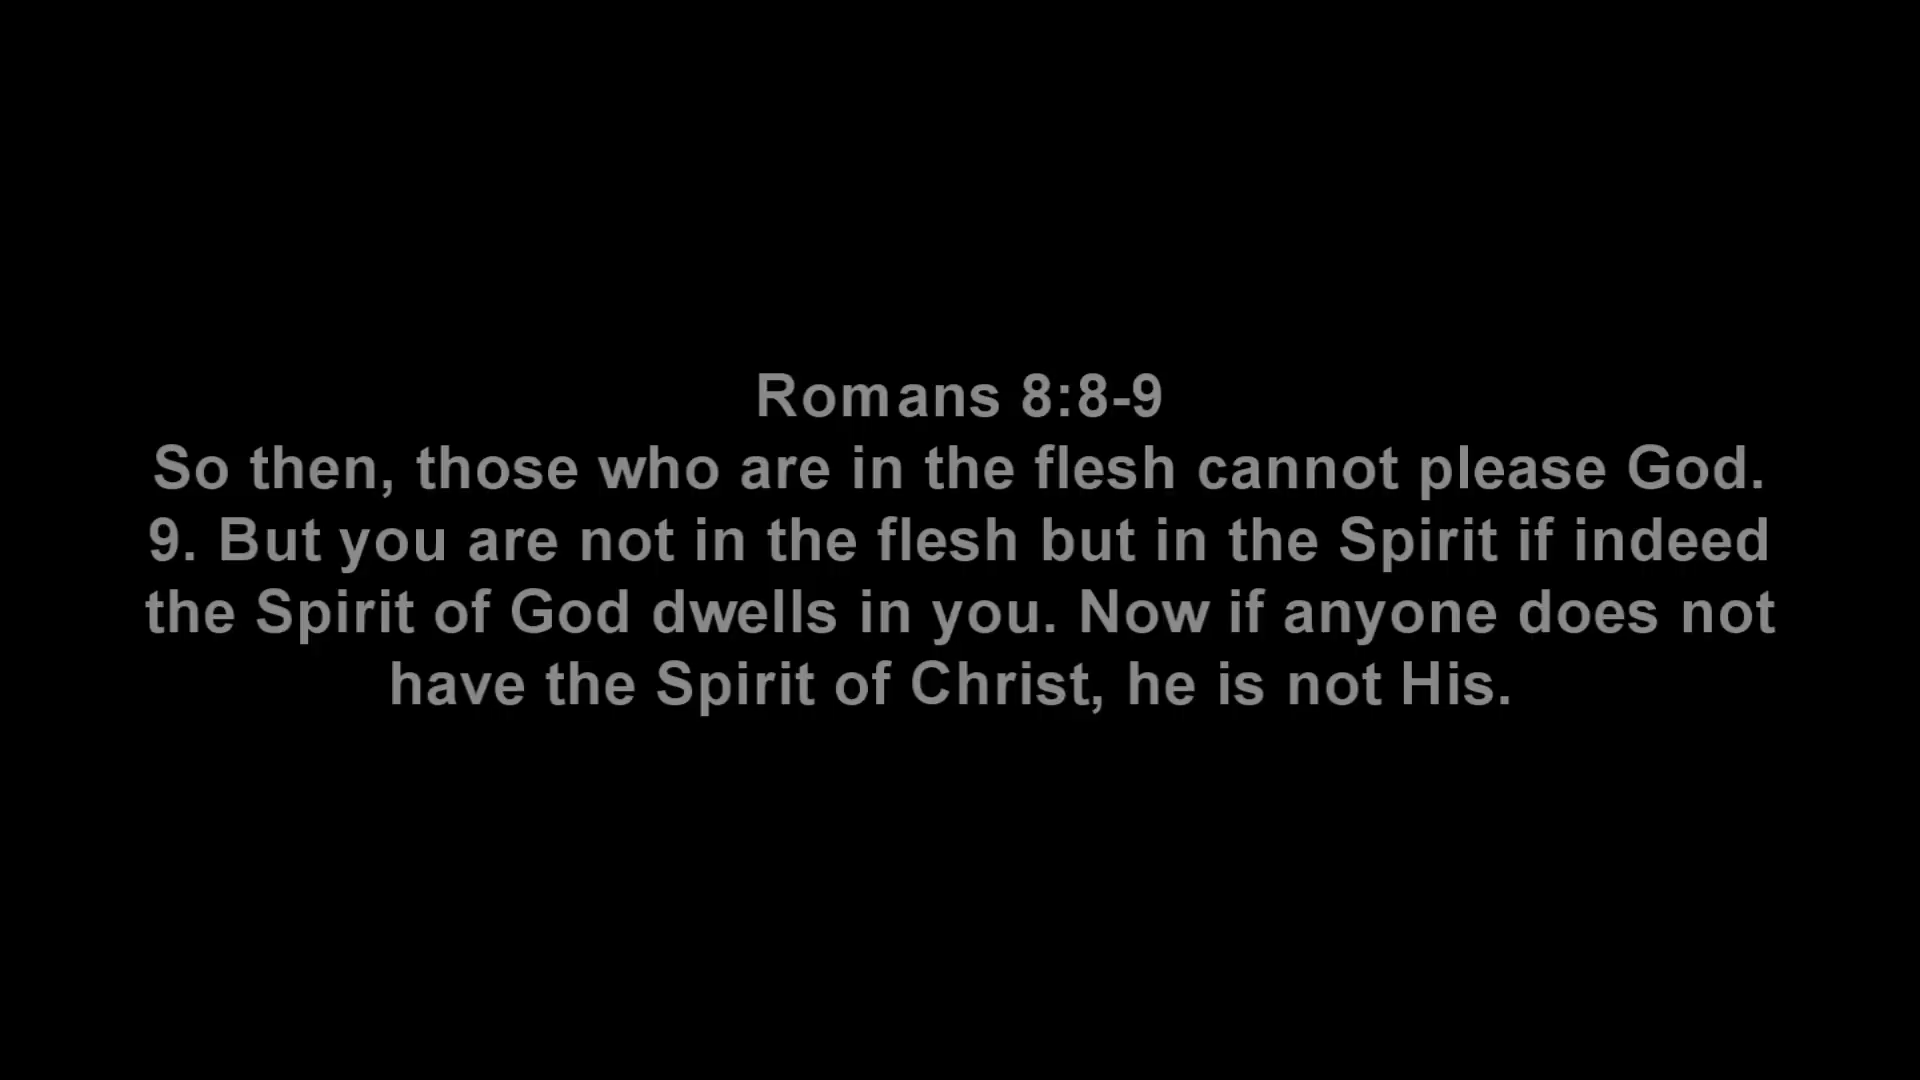 Romans 8:8-9
So then, those who are in the flesh cannot please God.
9. But you are not in the flesh but in the Spirit if indeed
the Spirit of God dwells in you. Now if anyone does not
have the Spirit of Christ, he is not His.